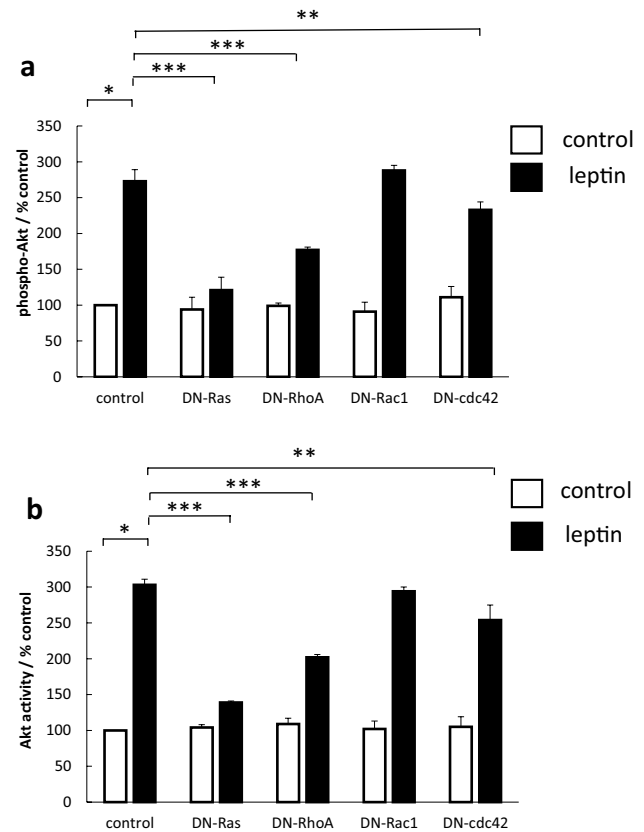 **
***
a
***
*
350
300
250
200
150
100
50
0
phospho-Akt / % control
control
leptin
control DN-Ras DN-RhoA DN-Rac1 DN-cdc42
**
***
b
***
*
350
300
250
200
150
100
50
0
Akt activity / % control
control
leptin
control DN-Ras DN-RhoA DN-Rac1 DN-cdc42